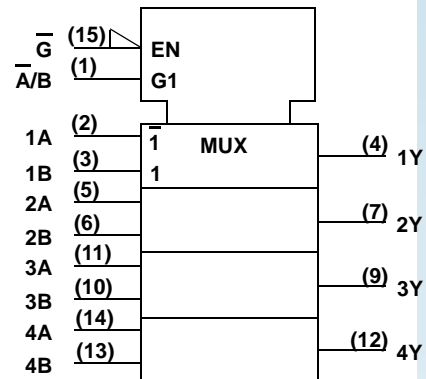 G̅ (15) EN
A̅/B (1) G1
1A (2) 1̅ MUX (4) 1Y
1B (3) 1
2A (5) (7) 2Y
2B (6)
3A (11) (9) 3Y
3B (10)
4A (14) (12) 4Y
4B (13)